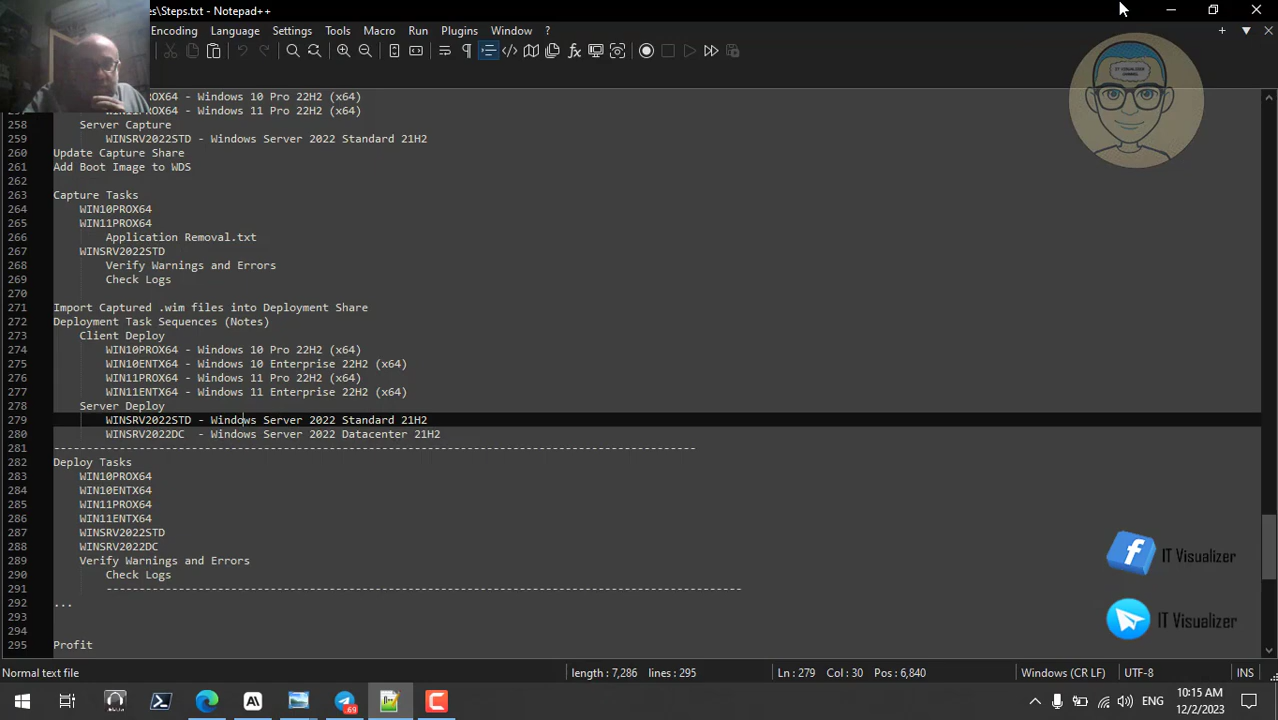 es\Steps.txt - Notepad++
Encoding Language Settings Tools Macro Run Plugins Window ?
IT VISUALIZER
CHANNEL
ROX64 - Windows 10 Pro 22H2 (x64)
ROX64 - Windows 11 Pro 22H2 (x64)
258 Server Capture
259 WINSRV2022STD - Windows Server 2022 Standard 21H2
260 Update Capture Share
261 Add Boot Image to WDS
262
263 Capture Tasks
264 WIN10PROX64
265 WIN11PROX64
266 Application Removal.txt
267 WINSRV2022STD
268 Verify Warnings and Errors
269 Check Logs
270
271 Import Captured .wim files into Deployment Share
272 Deployment Task Sequences (Notes)
273 Client Deploy
274 WIN10PROX64 - Windows 10 Pro 22H2 (x64)
275 WIN10ENTX64 - Windows 10 Enterprise 22H2 (x64)
276 WIN11PROX64 - Windows 11 Pro 22H2 (x64)
277 WIN11ENTX64 - Windows 11 Enterprise 22H2 (x64)
278 Server Deploy
279 WINSRV2022STD - Windows Server 2022 Standard 21H2
280 WINSRV2022DC - Windows Server 2022 Datacenter 21H2
281 --------------------------------------------------------------------------------------------------
282 Deploy Tasks
283 WIN10PROX64
284 WIN10ENTX64
285 WIN11PROX64
286 WIN11ENTX64
287 WINSRV2022STD
288 WINSRV2022DC
289 Verify Warnings and Errors
290 Check Logs
291 -------------------------------------------------------------------------------------------------
292 ...
293
294
295 Profit
IT Visualizer
IT Visualizer
Normal text file length : 7,286 lines : 295 Ln : 279 Col : 30 Pos : 6,840 Windows (CR LF) UTF-8 INS
69
ENG
10:15 AM
12/2/2023